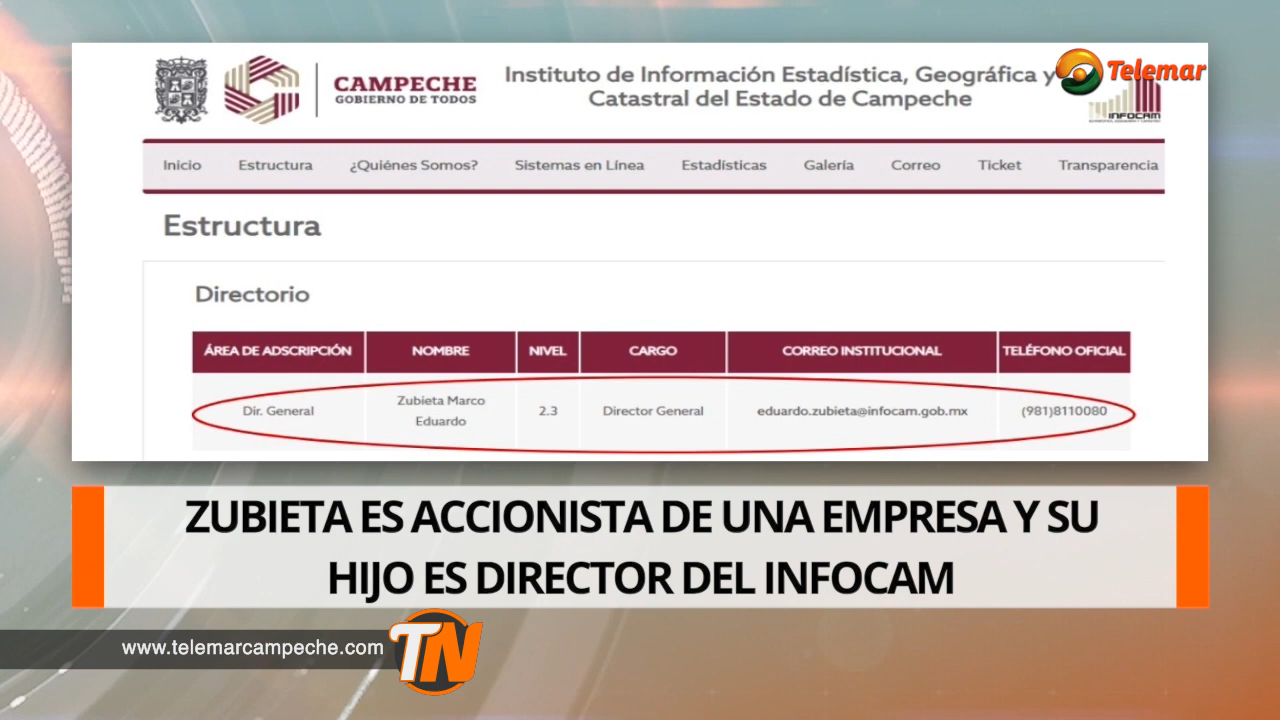 CAMPECHE
GOBIERNO DE TODOS
Instituto de Información Estadística, Geográfica y
Catastral del Estado de Campeche
Telemar
INFOCAM
Inicio Estructura ¿Quiénes Somos? Sistemas en Línea Estadísticas Galería Correo Ticket Transparencia
Estructura
Directorio
ÁREA DE ADSCRIPCIÓN NOMBRE NIVEL CARGO CORREO INSTITUCIONAL TELÉFONO OFICIAL
Dir. General Zubieta Marco Eduardo 2.3 Director General eduardo.zubieta@infocam.gob.mx (981)8110080
ZUBIETA ES ACCIONISTA DE UNA EMPRESA Y SU
HIJO ES DIRECTOR DEL INFOCAM
www.telemarcampeche.com
TN